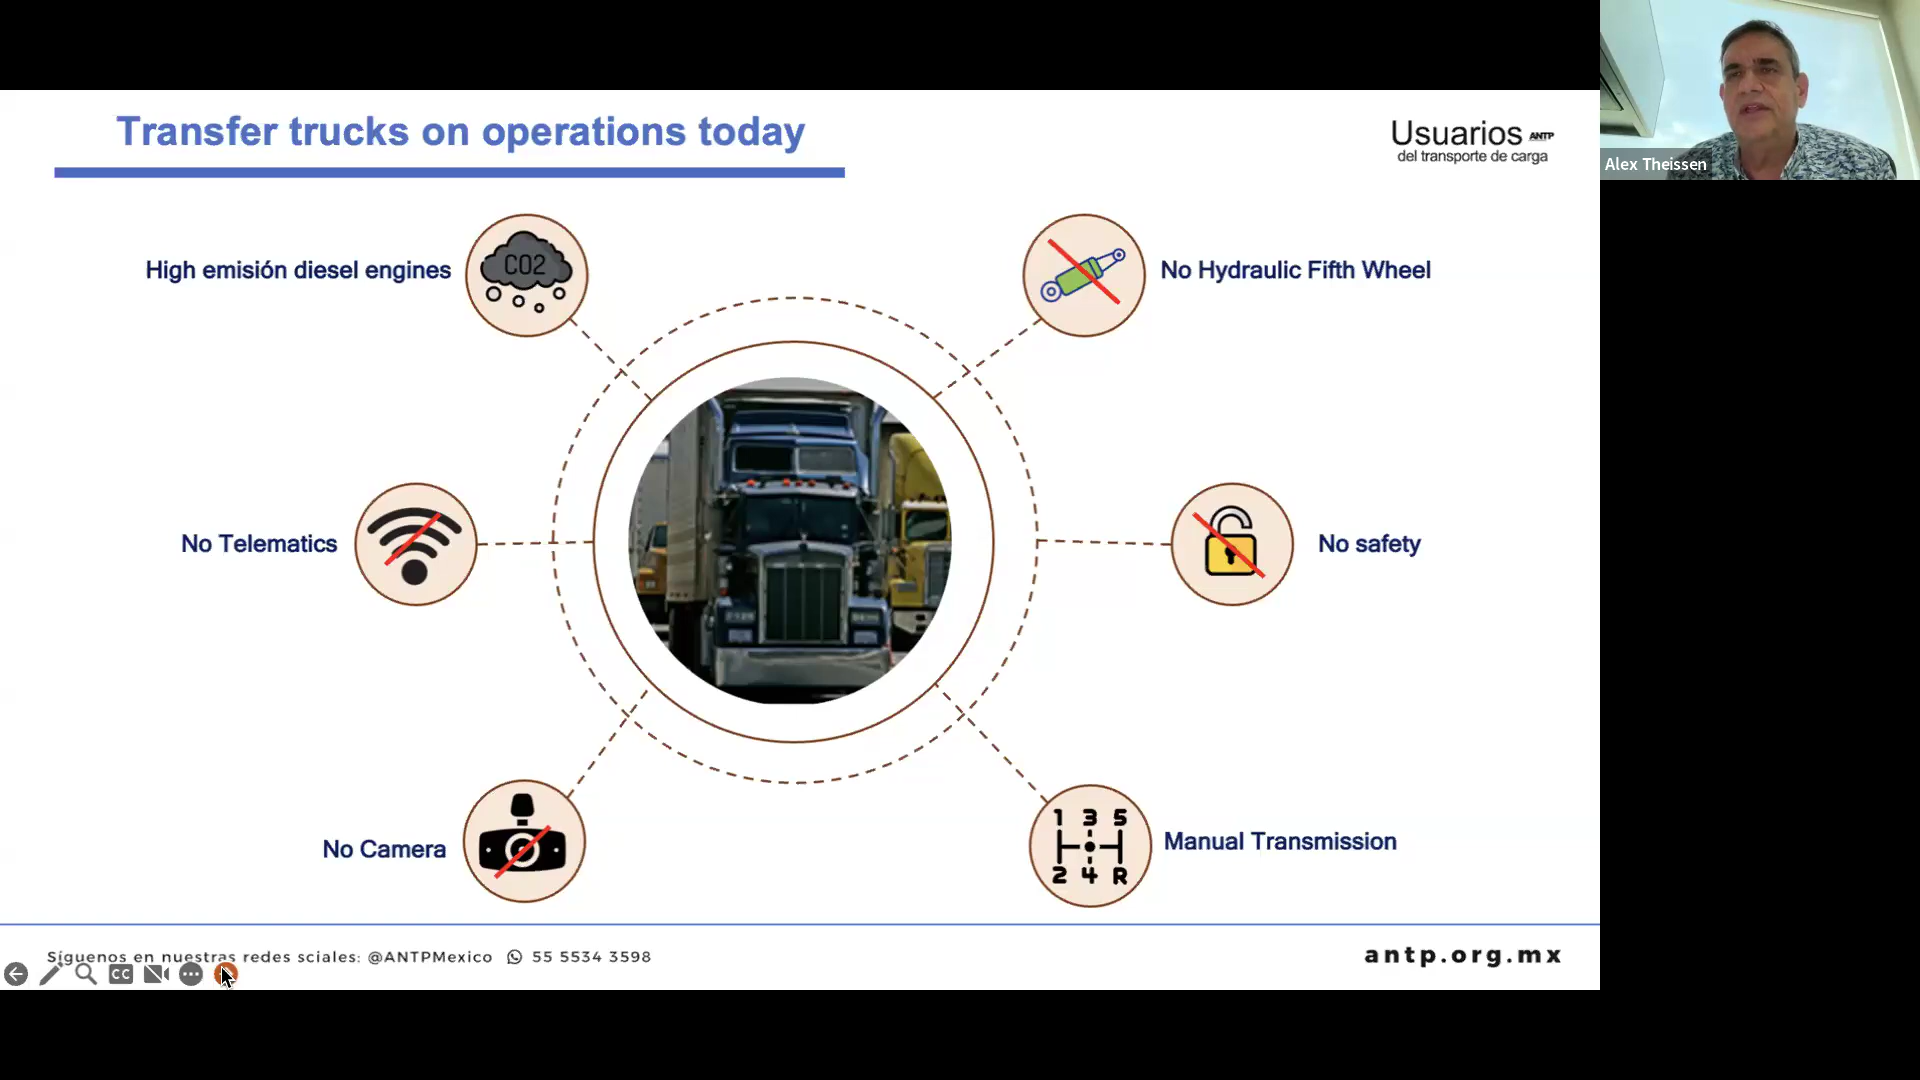 Transfer trucks on operations today
Usuarios ANTP
del transporte de carga
Alex Theissen
High emisión diesel engines
CO2
No Hydraulic Fifth Wheel
No Telematics
No safety
No Camera
1 3 5
2 4 R
Manual Transmission
Síguenos en nuestras redes sciales: @ANTPMexico 55 5534 3598
antp.org.mx
CC